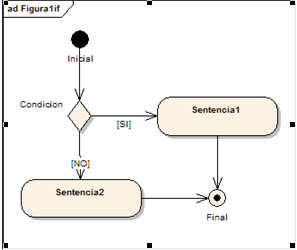 ad Figura1if
Inicial
Condicion
Sentencia1
[SI]
[NO]
Sentencia2
Final